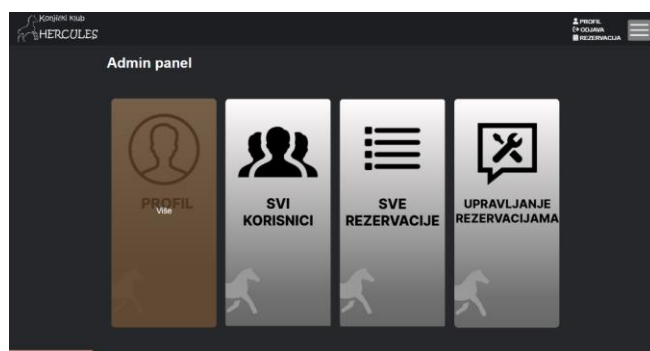 Konjički klub
HERCULES
PROFIL
ODJAVA
REZERVACIJA
Admin panel
PROFIL
Više
SVI
KORISNICI
SVE
REZERVACIJE
UPRAVLJANJE
REZERVACIJAMA